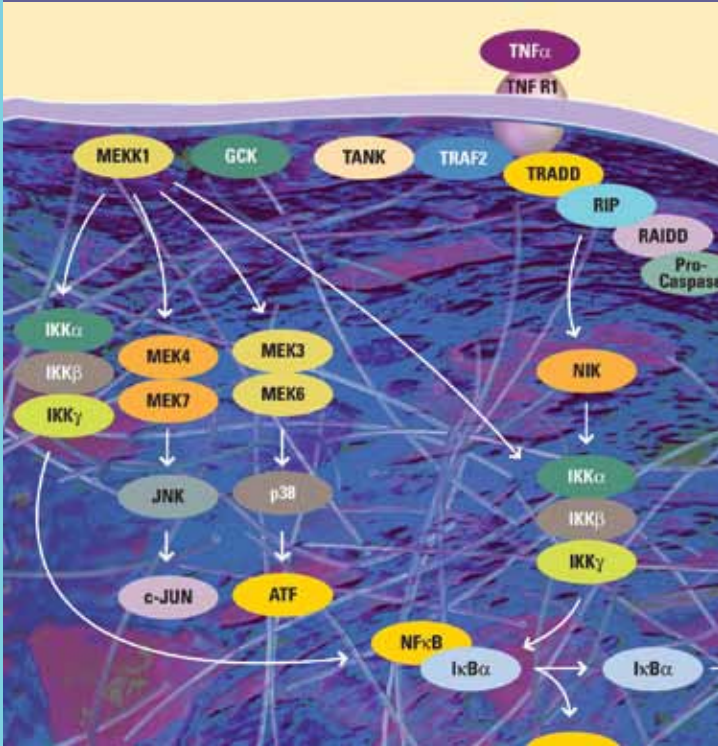 TNFα
TNF R1
MEKK1
GCK
TANK
TRAF2
TRADD
RIP
RAIDD
Pro-
Caspase
IKKα
IKKβ
IKKγ
MEK4
MEK7
MEK3
MEK6
NIK
JNK
p38
IKKα
IKKβ
IKKγ
c-JUN
ATF
NFκB
IκBα
IκBα